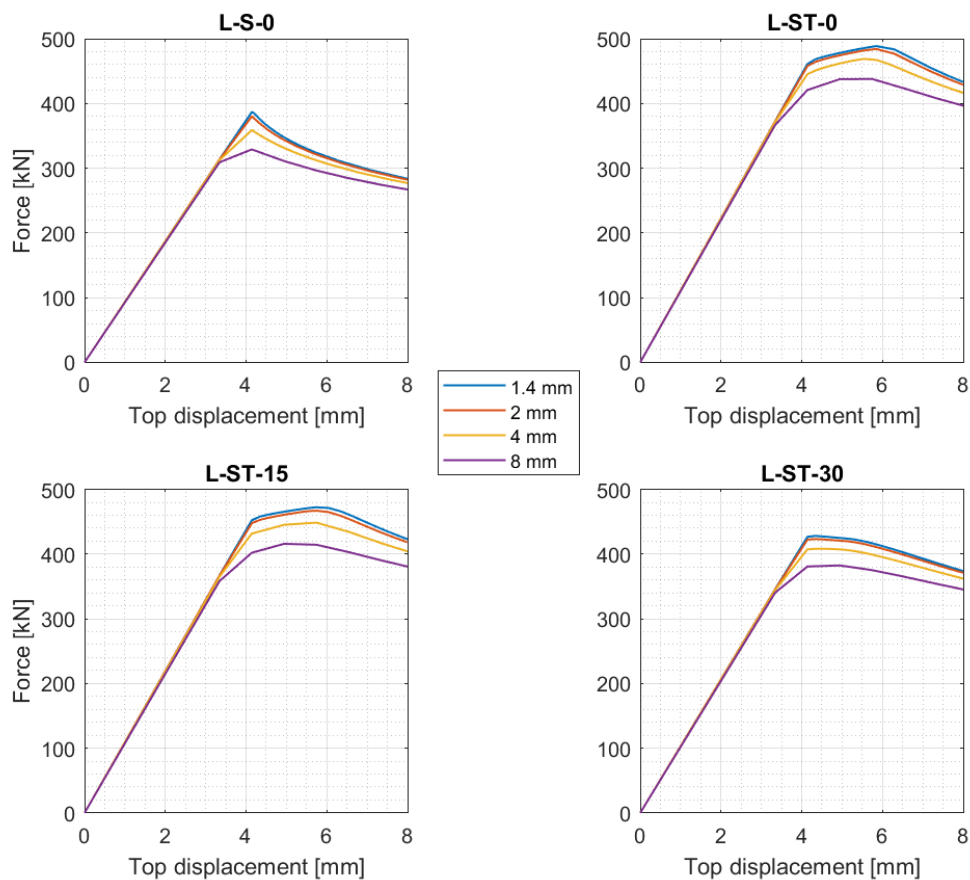 L-S-0
500
400
300
200
100
0
Force [kN]
0 2 4 6 8
Top displacement [mm]
L-ST-0
500
400
300
200
100
0
0 2 4 6 8
Top displacement [mm]
1.4 mm
2 mm
4 mm
8 mm
L-ST-15
500
400
300
200
100
0
Force [kN]
0 2 4 6 8
Top displacement [mm]
L-ST-30
500
400
300
200
100
0
0 2 4 6 8
Top displacement [mm]